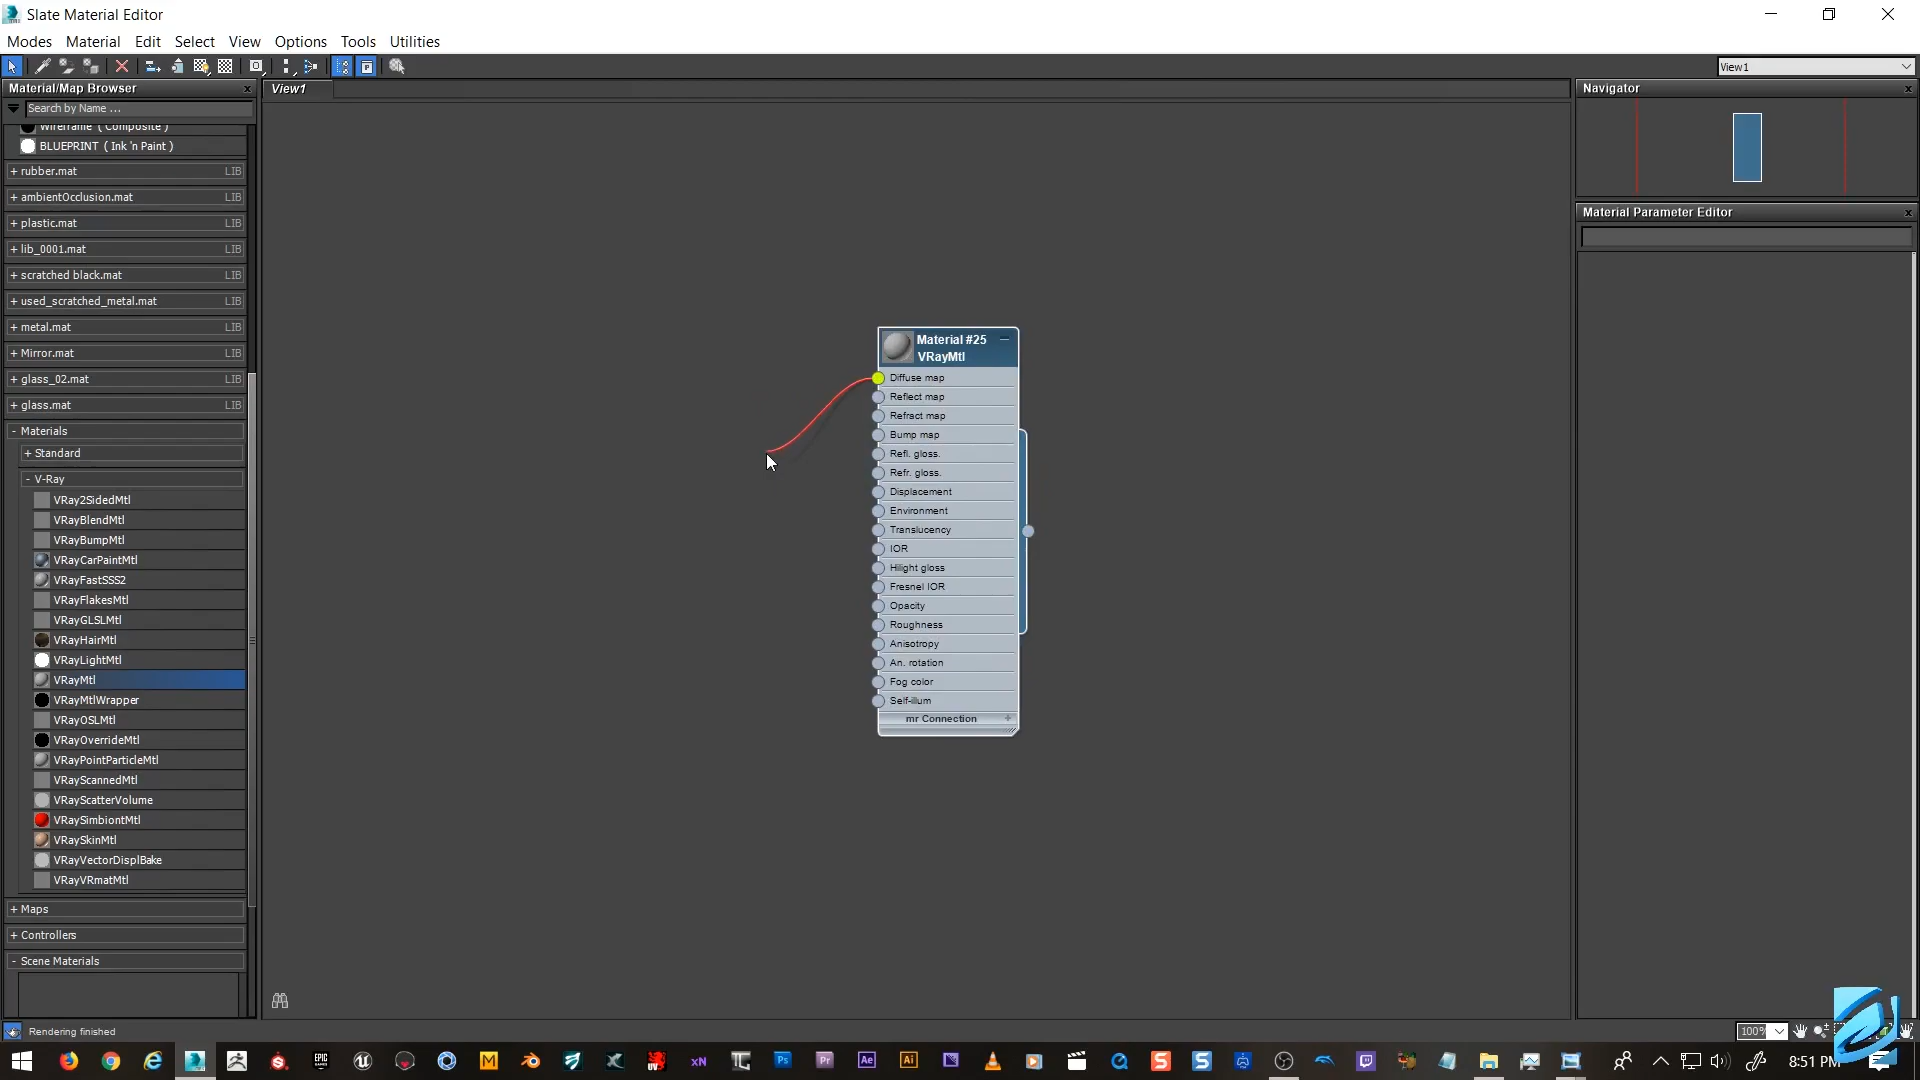 Slate Material Editor
Modes Material Edit Select View Options Tools Utilities
View1
Material/Map Browser
Search by Name ...
Wireframe ( Composite )
BLUEPRINT ( Ink 'n Paint )
+ rubber.mat LIB
+ ambientOcclusion.mat LIB
+ plastic.mat LIB
+ lib_0001.mat LIB
+ scratched black.mat LIB
+ used_scratched_metal.mat LIB
+ metal.mat LIB
+ Mirror.mat LIB
+ glass_02.mat LIB
+ glass.mat LIB
- Materials
+ Standard
- V-Ray
VRay2SidedMtl
VRayBlendMtl
VRayBumpMtl
VRayCarPaintMtl
VRayFastSSS2
VRayFlakesMtl
VRayGLSLMtl
VRayHairMtl
VRayLightMtl
VRayMtl
VRayMtlWrapper
VRayOSLMtl
VRayOverrideMtl
VRayPointParticleMtl
VRayScannedMtl
VRayScatterVolume
VRaySimbiontMtl
VRaySkinMtl
VRayVectorDisplBake
VRayVRmatMtl
+ Maps
+ Controllers
- Scene Materials
Rendering finished
View1
Material #25
VRayMtl
Diffuse map
Reflect map
Refract map
Bump map
Refl. gloss.
Refr. gloss.
Displacement
Environment
Translucency
IOR
Hilight gloss
Fresnel IOR
Opacity
Roughness
Anisotropy
An. rotation
Fog color
Self-illum
mr Connection +
Navigator
Material Parameter Editor
100%
8:51 PM